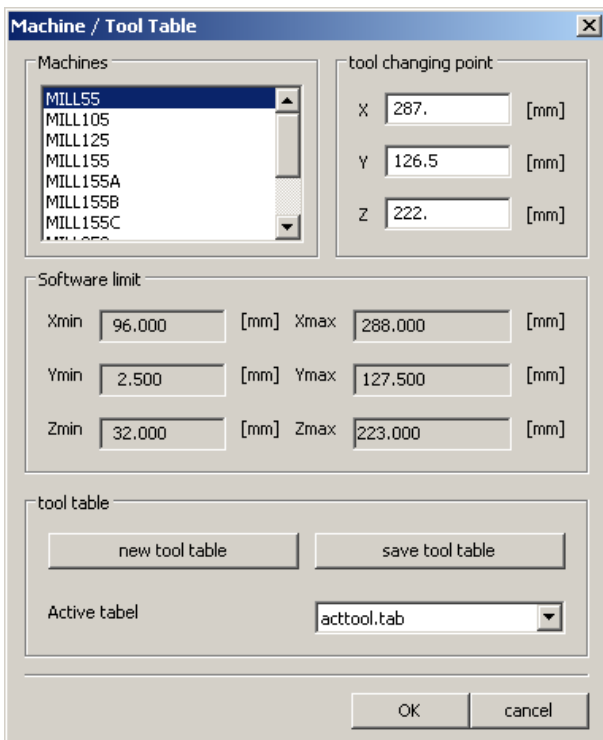 Machine / Tool Table
Machines
MILL55
MILL105
MILL125
MILL155
MILL155A
MILL155B
MILL155C
tool changing point
X 287. [mm]
Y 126.5 [mm]
Z 222. [mm]
Software limit
Xmin 96.000 [mm] Xmax 288.000 [mm]
Ymin 2.500 [mm] Ymax 127.500 [mm]
Zmin 32.000 [mm] Zmax 223.000 [mm]
tool table
new tool table save tool table
Active tabel acttool.tab
OK cancel